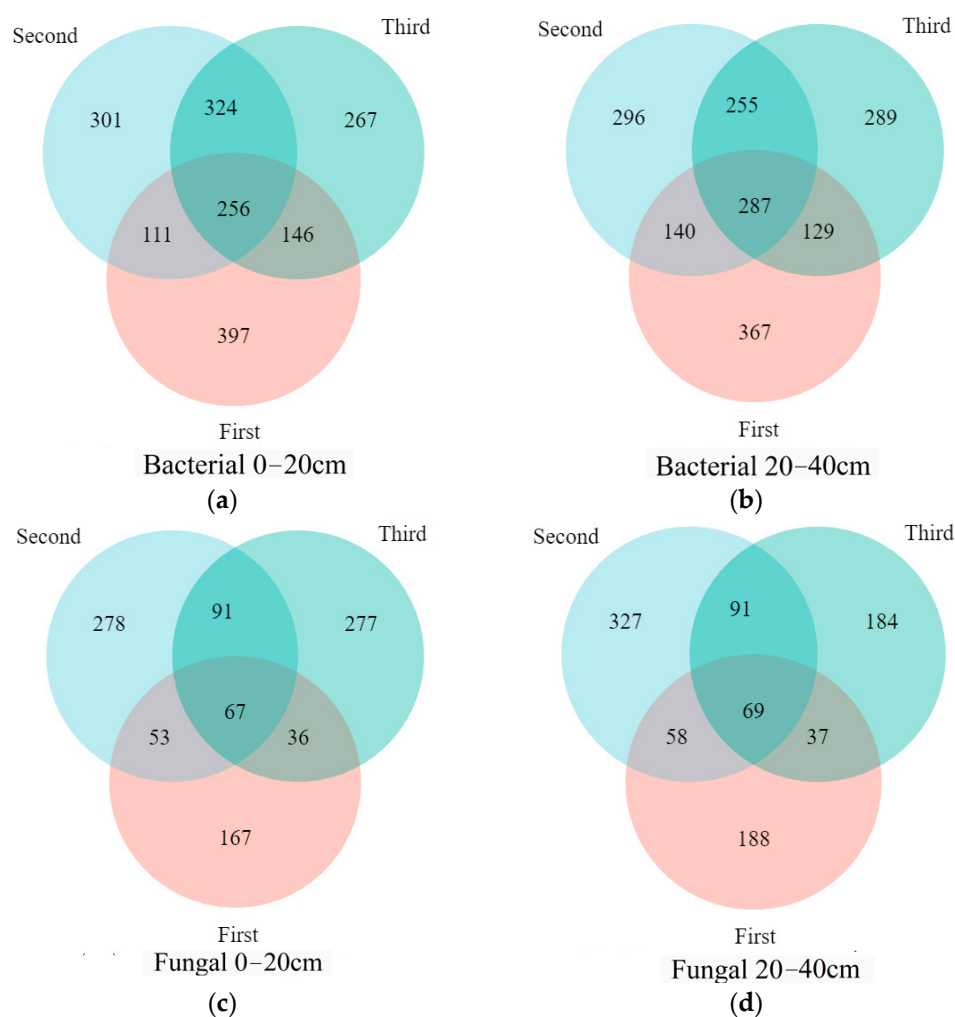 Second
Third
301
324
267
256
111
146
397
First
Bacterial 0−20cm
(a)
Second
Third
296
255
289
287
140
129
367
First
Bacterial 20−40cm
(b)
Second
Third
278
91
277
67
53
36
167
First
Fungal 0−20cm
(c)
Second
Third
327
91
184
69
58
37
188
First
Fungal 20−40cm
(d)